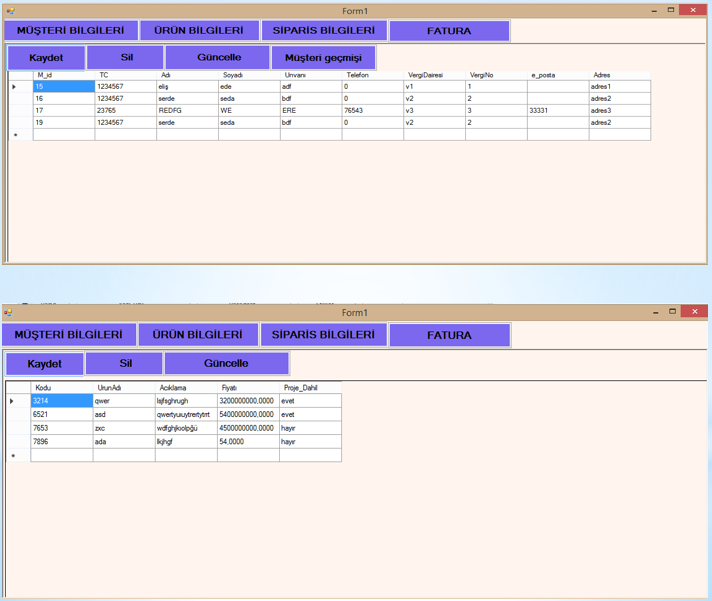 Form1
MÜŞTERİ BİLGİLERİ ÜRÜN BİLGİLERİ SİPARİS BİLGİLERİ FATURA
Kaydet Sil Güncelle Müşteri geçmişi
M_id TC Adı Soyadı Unvanı Telefon VergiDairesi VergiNo e_posta Adres
15 1234567 eliş ede adf 0 v1 1 adres1
16 1234567 serde seda bdf 0 v2 2 adres2
17 23765 REDFG WE ERE 76543 v3 3 33331 adres3
19 1234567 serde seda bdf 0 v2 2 adres2
Form1
MÜŞTERİ BİLGİLERİ ÜRÜN BİLGİLERİ SİPARİS BİLGİLERİ FATURA
Kaydet Sil Güncelle
Kodu UrunAdı Acıklama Fiyatı Proje_Dahil
3214 qwer lsjfsghrugh 3200000000,0000 evet
6521 asd qwertyuuytrertytrrt 5400000000,0000 evet
7653 zxc wdfghjkıolpğü 4500000000,0000 hayır
7896 ada lkjhgf 54,0000 hayır